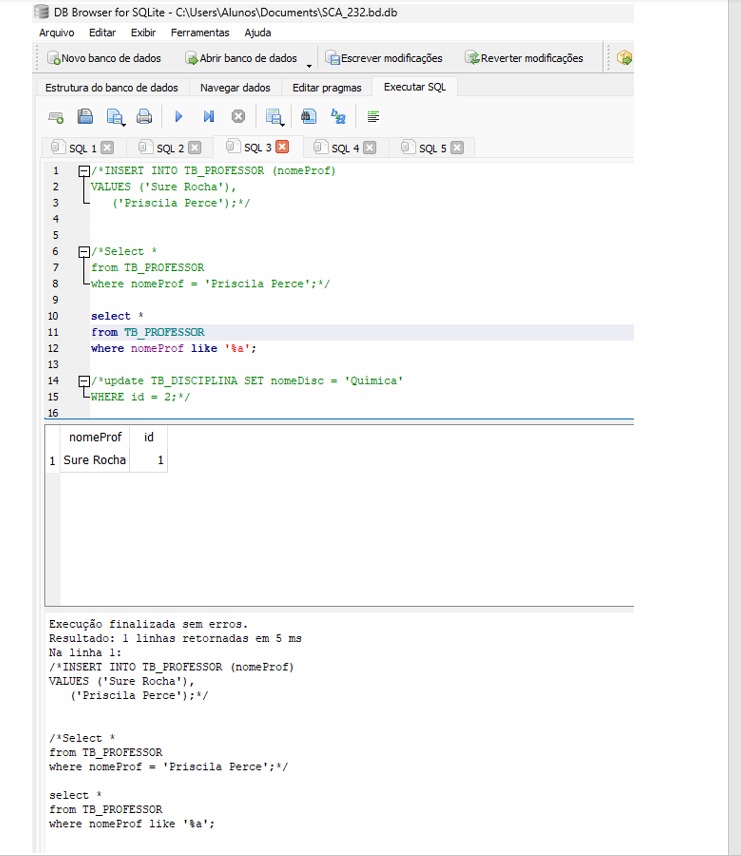 DB Browser for SQLite - C:\Users\Alunos\Documents\SCA_232.bd.db
Arquivo Editar Exibir Ferramentas Ajuda
Novo banco de dados Abrir banco de dados Escrever modificações Reverter modificações
Estrutura do banco de dados Navegar dados Editar pragmas Executar SQL
SQL 1 SQL 2 SQL 3 SQL 4 SQL 5
1 /*INSERT INTO TB_PROFESSOR (nomeProf)
2 VALUES ('Sure Rocha'),
3 ('Priscila Perce');*/
4
5
6 /*Select *
7 from TB_PROFESSOR
8 where nomeProf = 'Priscila Perce';*/
9
10 select *
11 from TB_PROFESSOR
12 where nomeProf like '%a';
13
14 /*update TB_DISCIPLINA SET nomeDisc = 'Química'
15 WHERE id = 2;*/
16
nomeProf id
1 Sure Rocha 1
Execução finalizada sem erros.
Resultado: 1 linhas retornadas em 5 ms
Na linha 1:
/*INSERT INTO TB_PROFESSOR (nomeProf)
VALUES ('Sure Rocha'),
('Priscila Perce');*/
/*Select *
from TB_PROFESSOR
where nomeProf = 'Priscila Perce';*/
select *
from TB_PROFESSOR
where nomeProf like '%a';